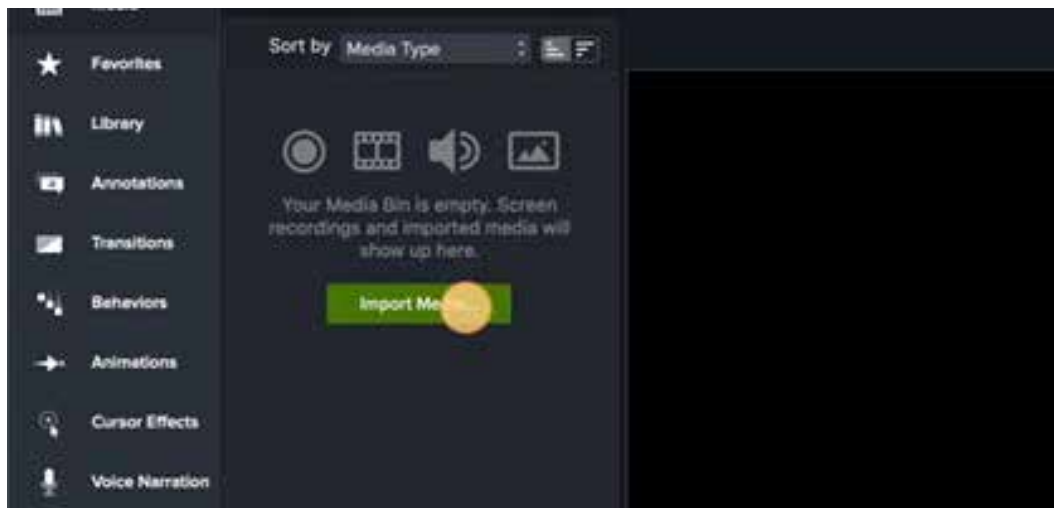 Sort by Media Type
Favorites
Library
Annotations
Transitions
Behaviors
Animations
Cursor Effects
Voice Narration
Your Media Bin is empty. Screen
recordings and imported media will
show up here.
Import